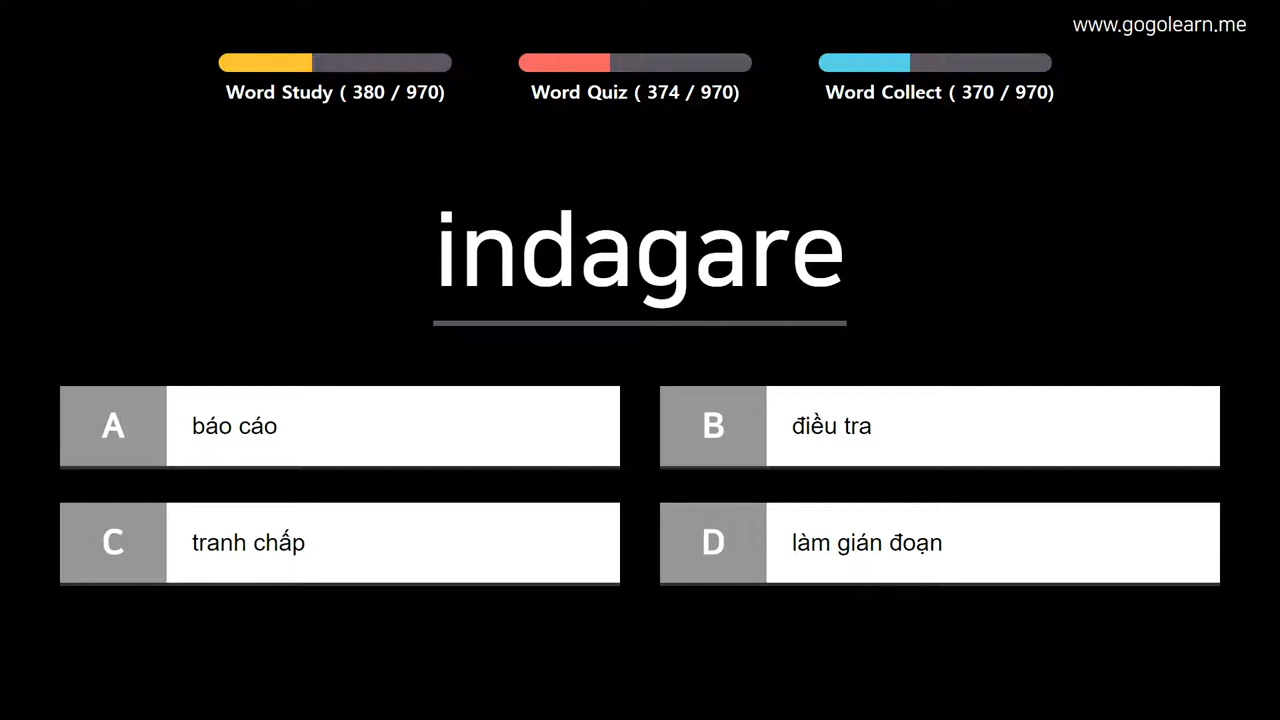 www.gogolearn.me
Word Study ( 380 / 970)
Word Quiz ( 374 / 970)
Word Collect ( 370 / 970)
indagare
A báo cáo
B điều tra
C tranh chấp
D làm gián đoạn